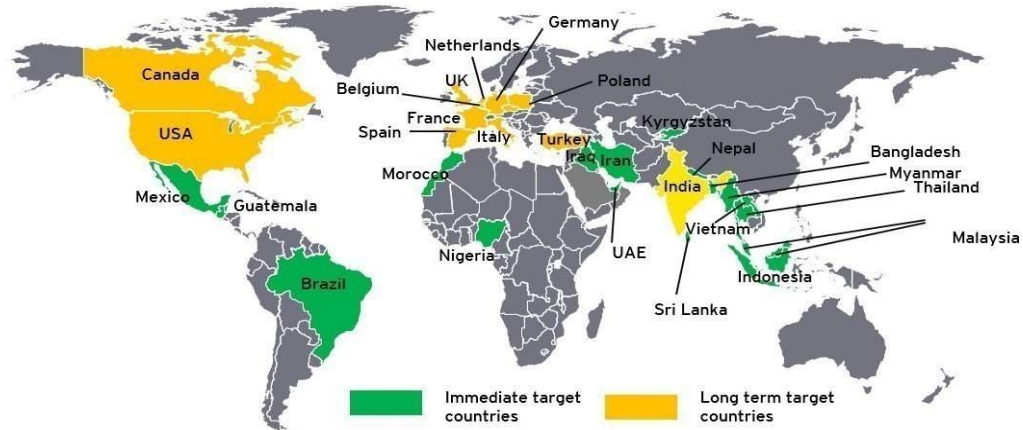 Germany
Netherlands
Canada
UK
Poland
Belgium
France
USA
Spain
Italy
Turkey
Kyrgyzstan
Iraq
Iran
Nepal
Bangladesh
Morocco
Myanmar
India
Thailand
Mexico
Guatemala
Vietnam
Malaysia
Nigeria
UAE
Brazil
Indonesia
Sri Lanka
Immediate target
countries
Long term target
countries